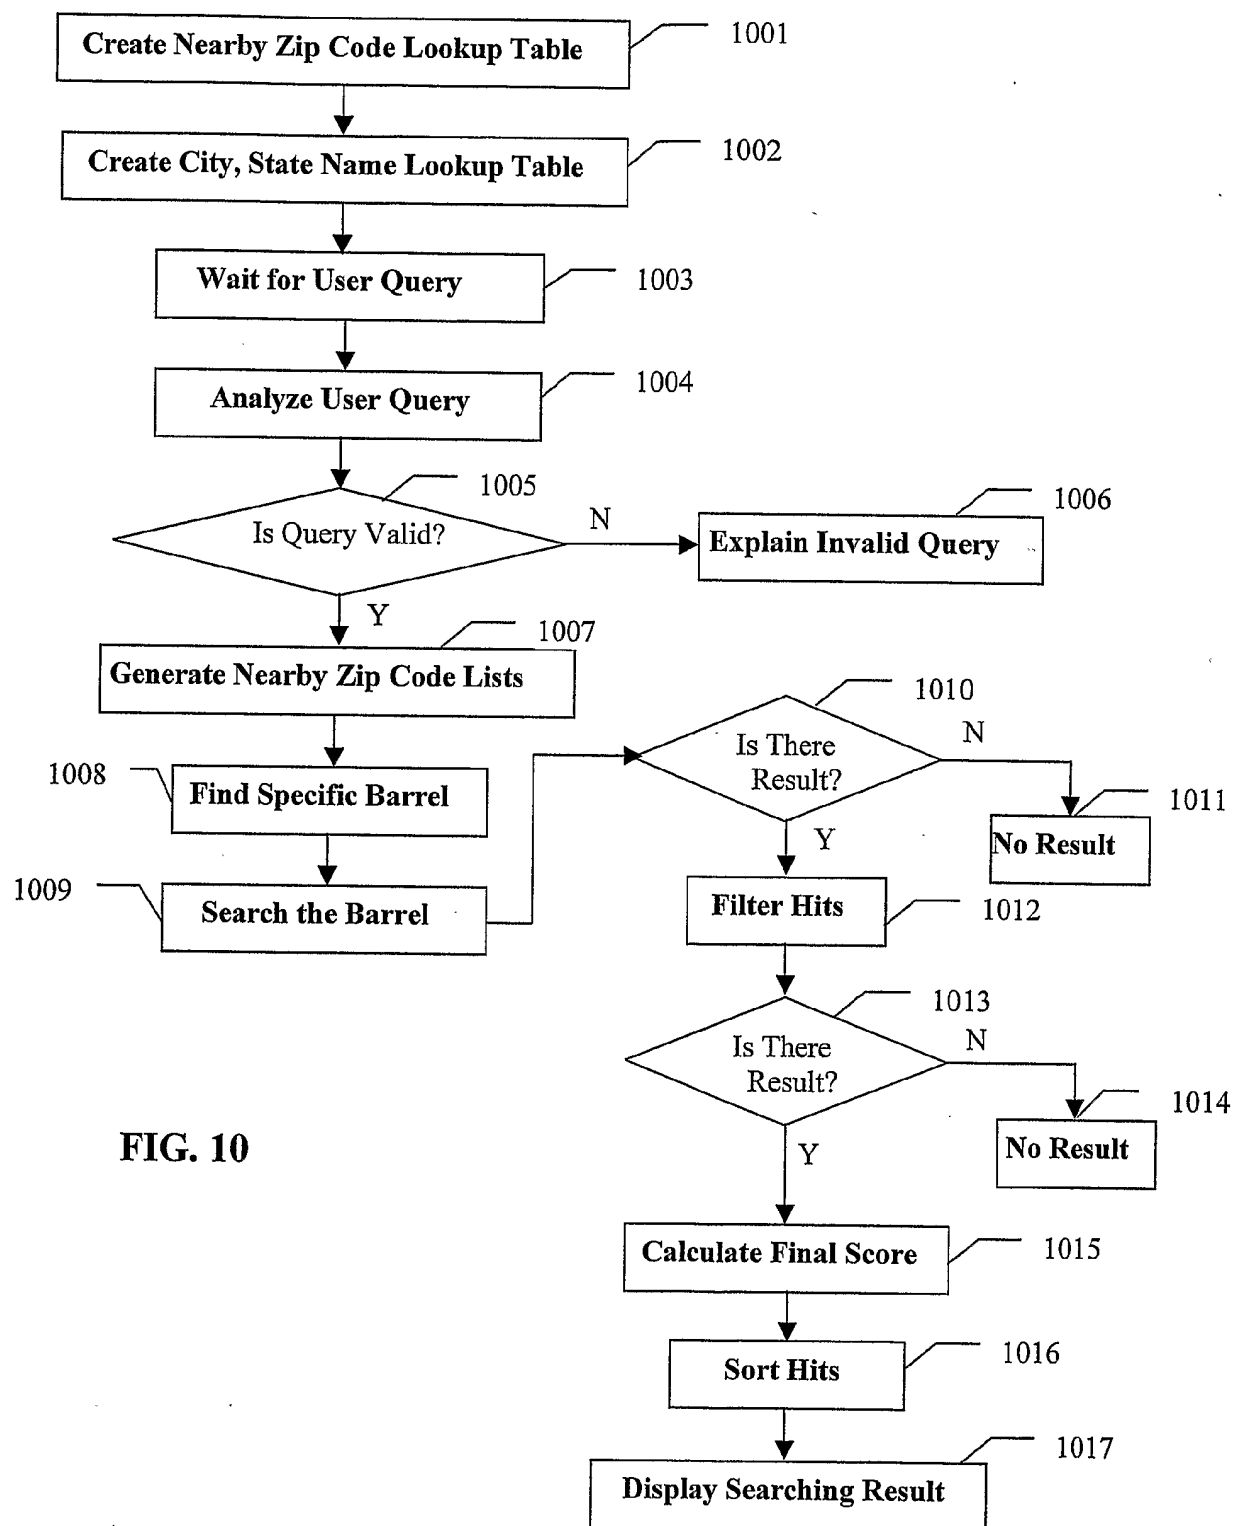 Create Nearby Zip Code Lookup Table
1001
Create City, State Name Lookup Table
1002
Wait for User Query
1003
Analyze User Query
1004
1005
Is Query Valid?
N
1006
Explain Invalid Query
Y
1007
Generate Nearby Zip Code Lists
1008
Find Specific Barrel
1009
Search the Barrel
1010
Is There
Result?
N
1011
No Result
Y
Filter Hits
1012
1013
Is There
Result?
N
1014
No Result
Y
FIG. 10
Calculate Final Score
1015
Sort Hits
1016
1017
Display Searching Result